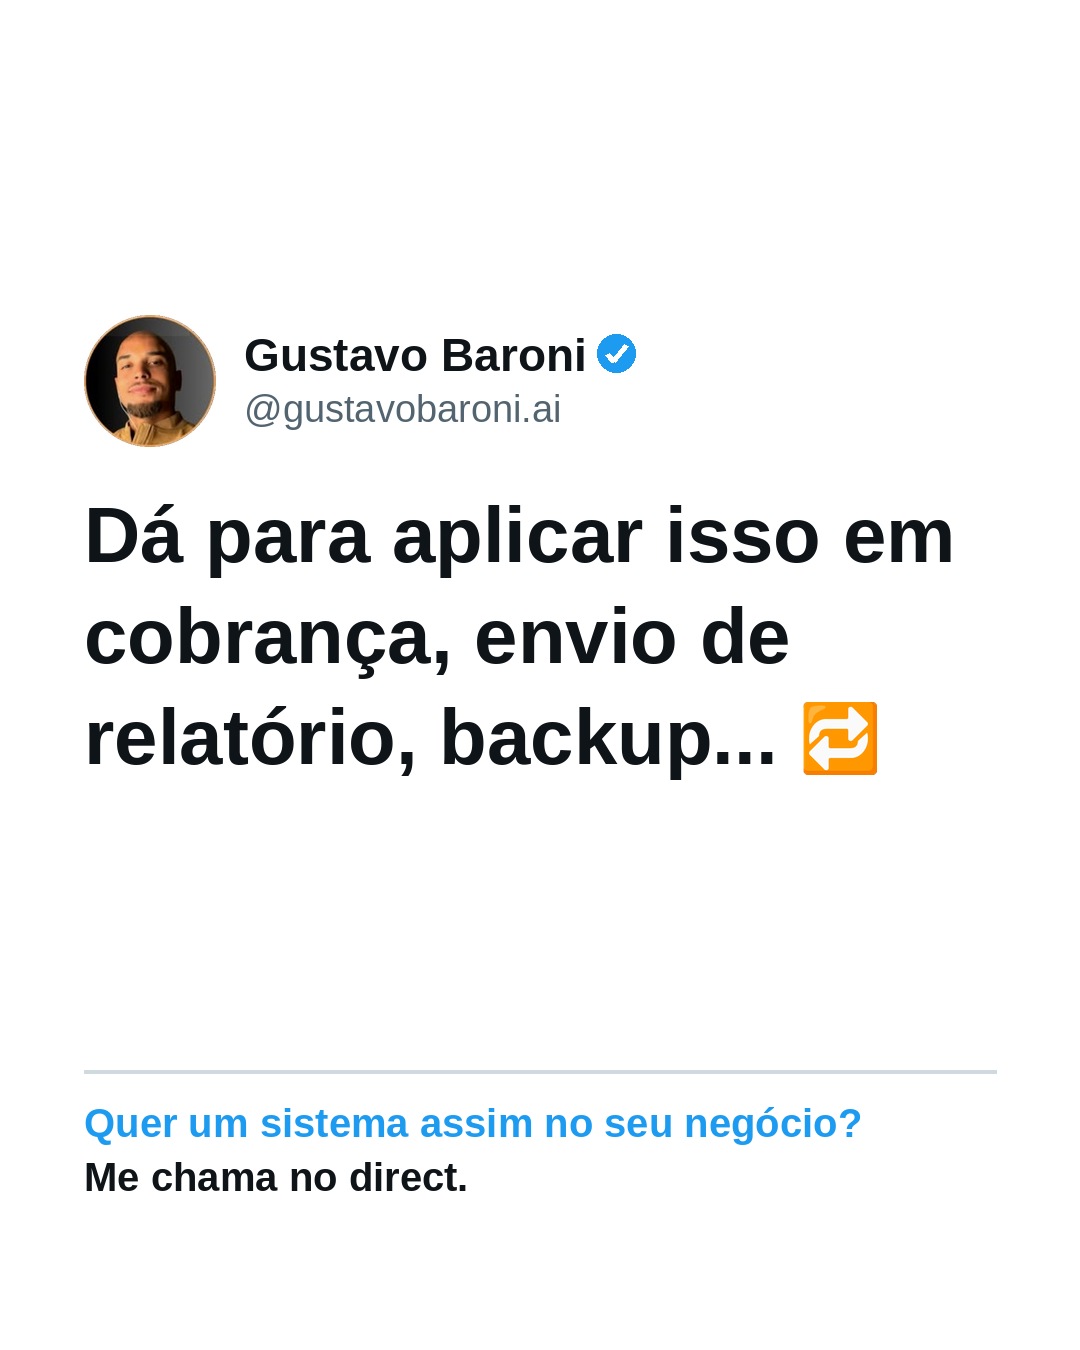 Gustavo Baroni
@gustavobaroni.ai
Dá para aplicar isso em
cobrança, envio de
relatório, backup... 🔁
Quer um sistema assim no seu negócio?
Me chama no direct.